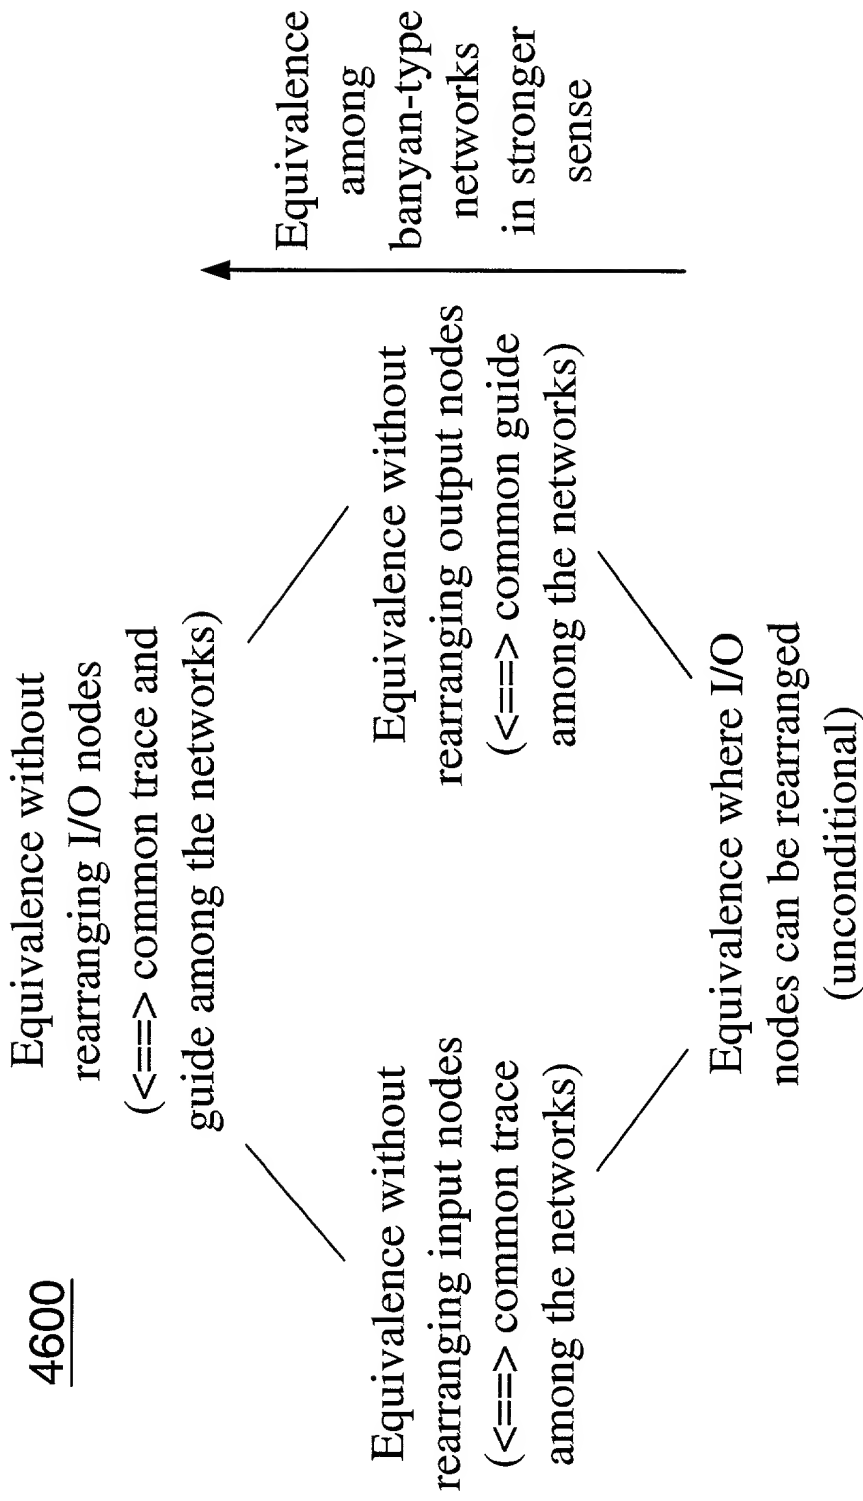 4600
Equivalence without
rearranging I/O nodes
(<==> common trace and
guide among the networks)
Equivalence without
rearranging input nodes
(<==> common trace
among the networks)
Equivalence without
rearranging output nodes
(<==> common guide
among the networks)
Equivalence where I/O
nodes can be rearranged
(unconditional)
Equivalence
among
banyan-type
networks
in stronger
sense